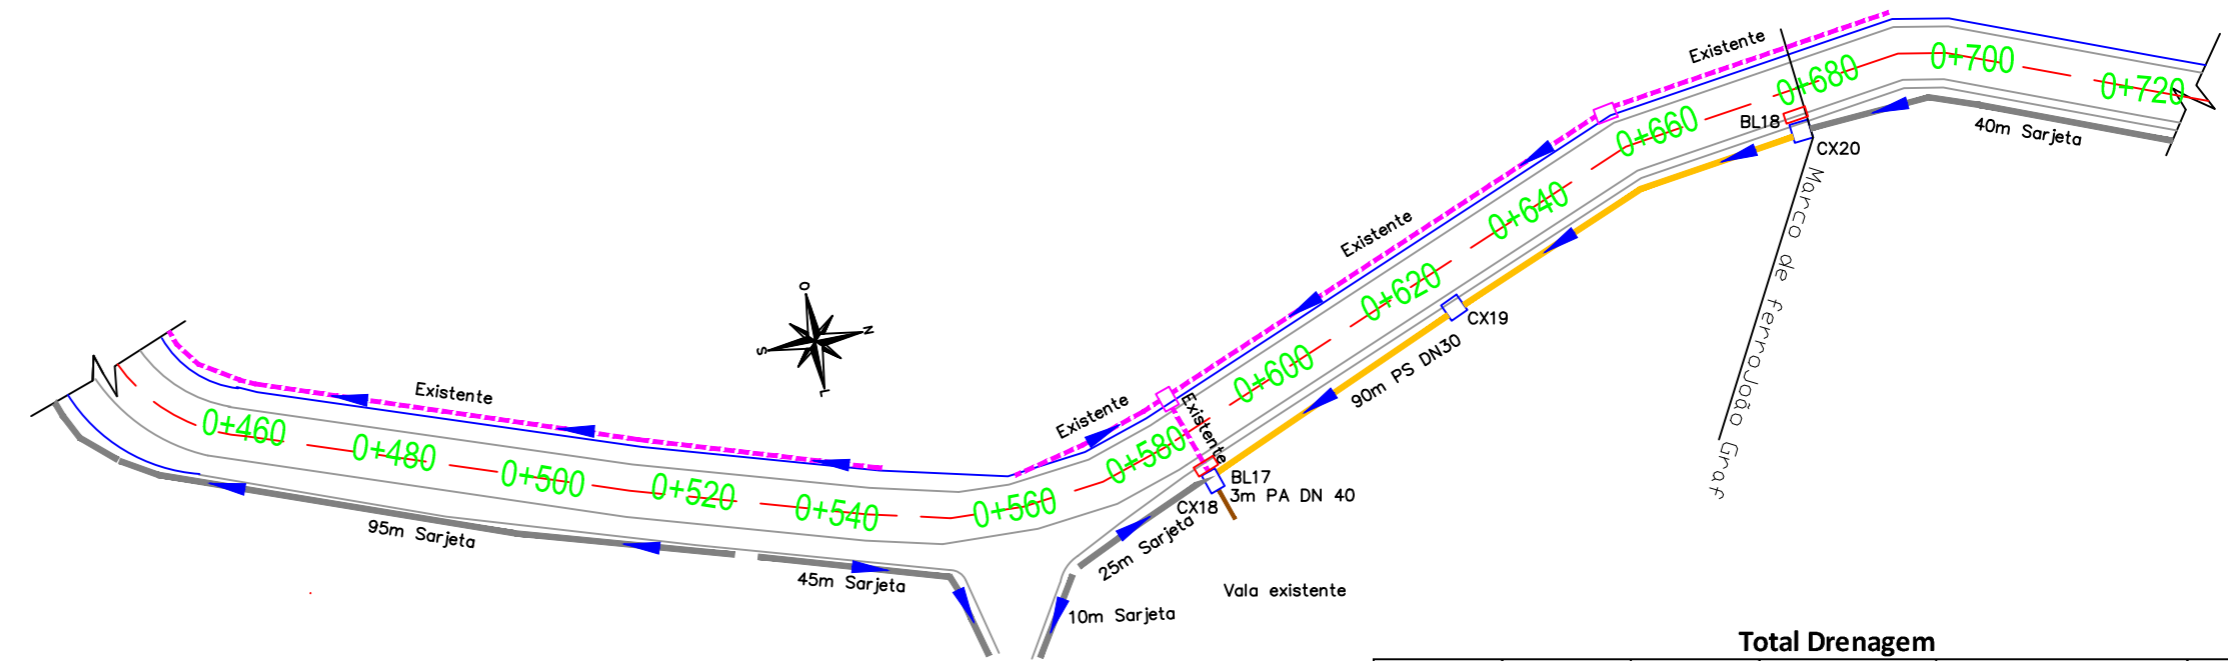 Existente
0+700
0+680
0+720
BL18
40m Sarjeta
0+660
CX20
Marco de ferro
João Graf
Existente
0+640
O
N
S
L
0+620
CX19
90m PS DN30
Existente
0+600
Existente
Existente
0+460
0+480
0+500
0+520
0+540
0+560
0+580
BL17
3m PA DN 40
CX18
95m Sarjeta
45m Sarjeta
25m Sarjeta
Vala existente
10m Sarjeta
Total Drenagem